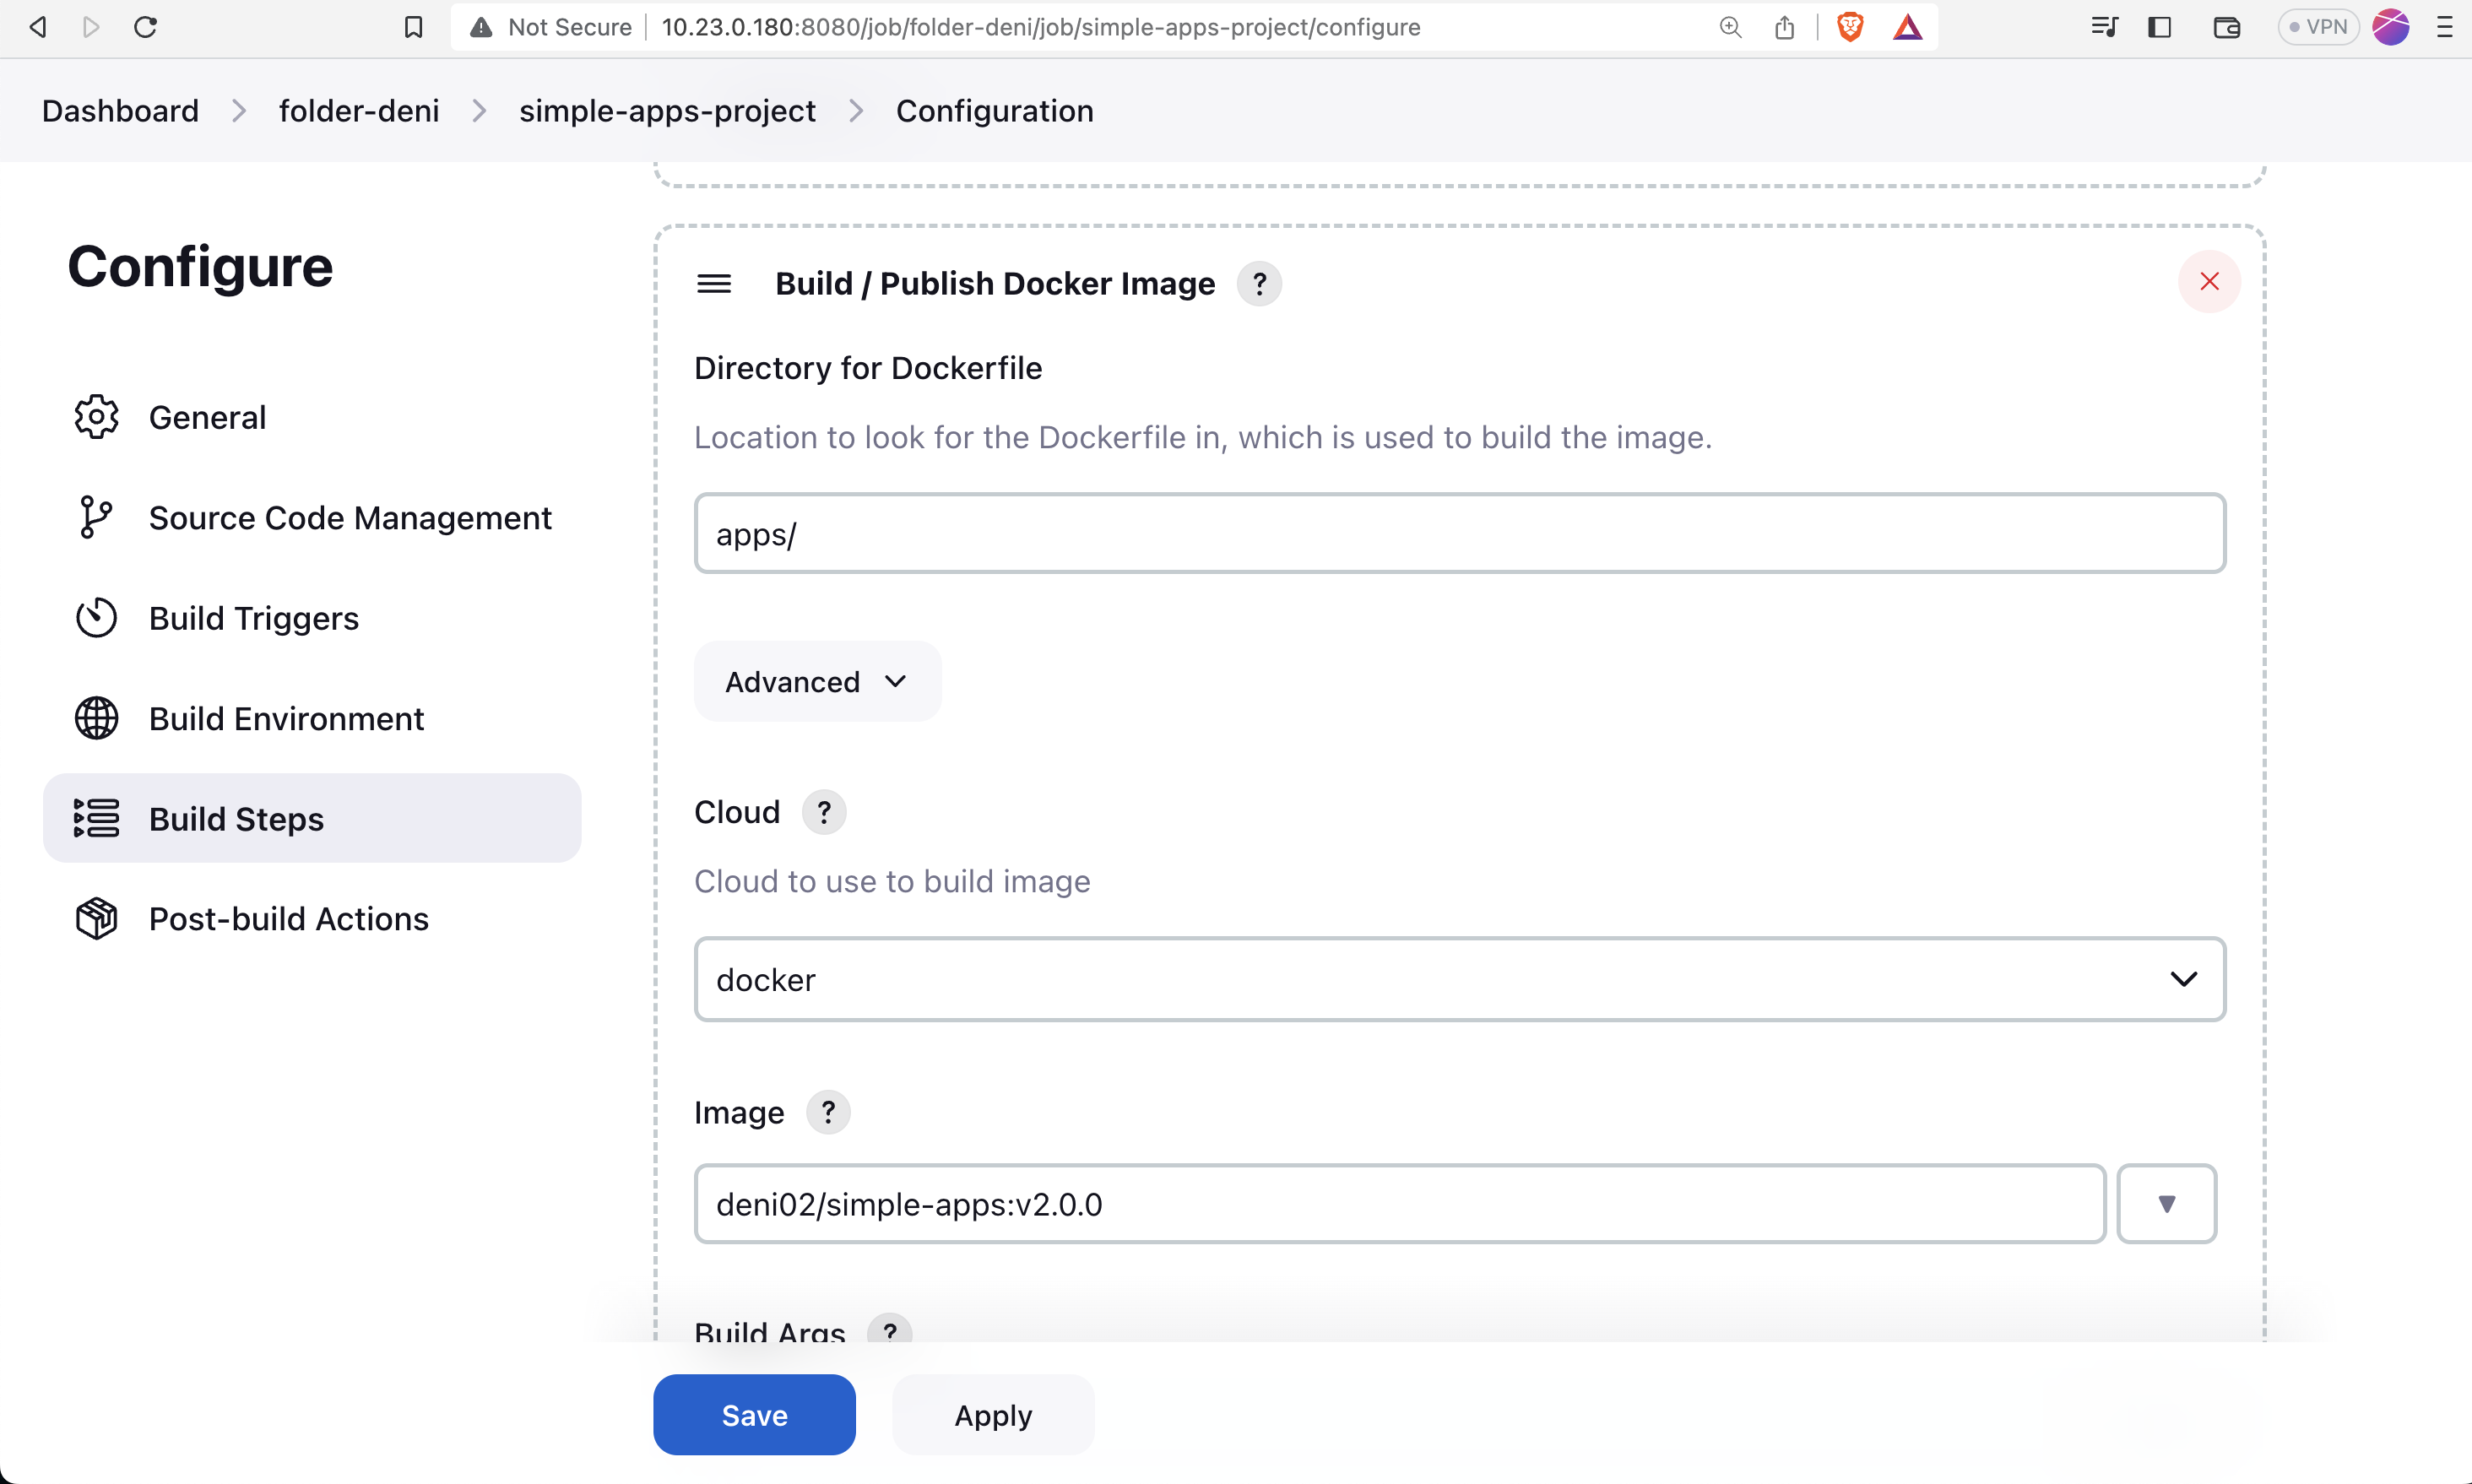 Not Secure
10.23.0.180:8080/job/folder-deni/job/simple-apps-project/configure
VPN
Dashboard
folder-deni
simple-apps-project
Configuration
Configure
General
Source Code Management
Build Triggers
Build Environment
Build Steps
Post-build Actions
Build / Publish Docker Image ?
Directory for Dockerfile
Location to look for the Dockerfile in, which is used to build the image.
apps/
Advanced
Cloud ?
Cloud to use to build image
docker
Image ?
deni02/simple-apps:v2.0.0
Build Args ?
Save
Apply